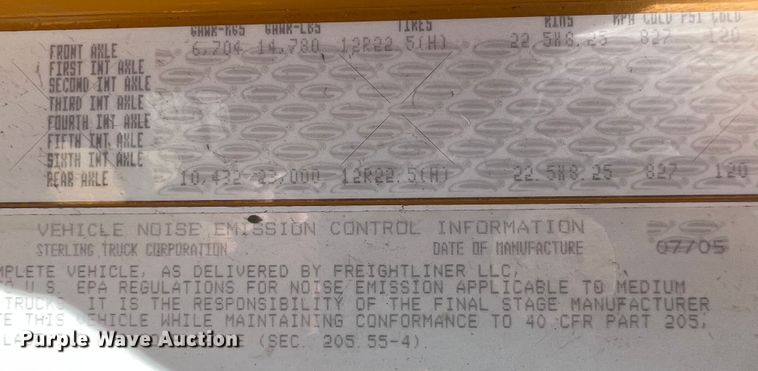 GAWR-KGS GAWR-LBS TIRES RIMS KPA COLD PSI COLD
FRONT AXLE 6,704 14,780 12R22.5(H) 22.5X8.25 827 120
FIRST INT AXLE
SECOND INT AXLE
THIRD INT AXLE
FOURTH INT AXLE
FIFTH INT AXLE
SIXTH INT AXLE
REAR AXLE 10,432 23,000 12R22.5(H) 22.5X8.25 827 120
VEHICLE NOISE EMISSION CONTROL INFORMATION
STERLING TRUCK CORPORATION DATE OF MANUFACTURE 07/05
MPLETE VEHICLE, AS DELIVERED BY FREIGHTLINER LLC,
O U.S. EPA REGULATIONS FOR NOISE EMISSION APPLICABLE TO MEDIUM
TRUCKS. IT IS THE RESPONSIBILITY OF THE FINAL STAGE MANUFACTURER
TE THIS VEHICLE WHILE MAINTAINING CONFORMANCE TO 40 CFR PART 205,
(SEC. 205.55-4).
Purple Wave Auction